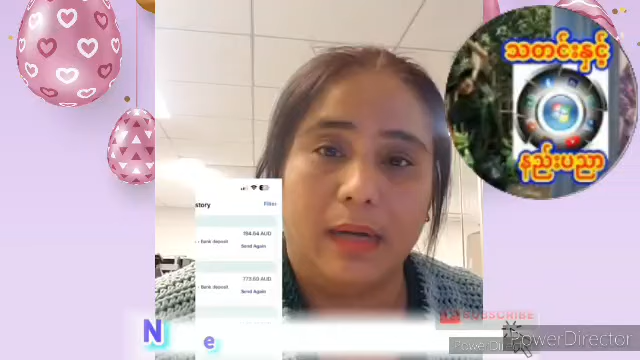 သတင်းနှင့်
နည်းပညာ
story
Filter
194.64 AUD
- Bank deposit
Send Again
773.60 AUD
- Bank deposit
Send Again
N
e
SUBSCRIBE
PowerDirector